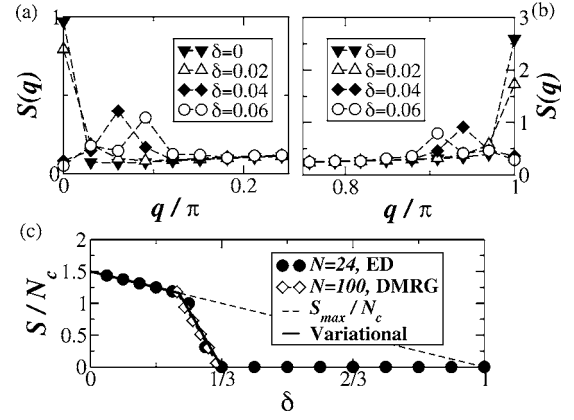 (a)
1
S(q)
0
δ=0
δ=0.02
δ=0.04
δ=0.06
0
0.2
q / π
(b)
δ=0
δ=0.02
δ=0.04
δ=0.06
3
2
1
0
S(q)
0.8
1
q / π
(c)
2
1.5
1
0.5
0
S / N_c
N=24, ED
N=100, DMRG
S_max / N_c
Variational
0
1/3
2/3
1
δ